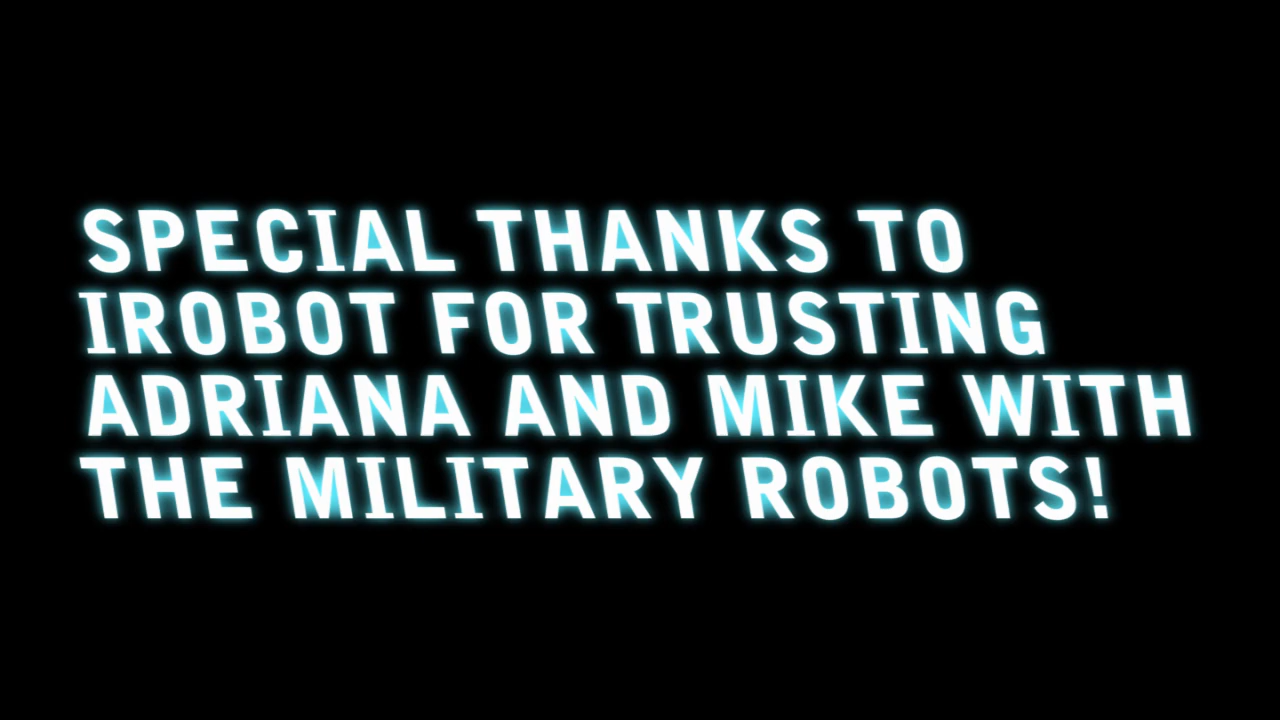 SPECIAL THANKS TO
IROBOT FOR TRUSTING
ADRIANA AND MIKE WITH
THE MILITARY ROBOTS!